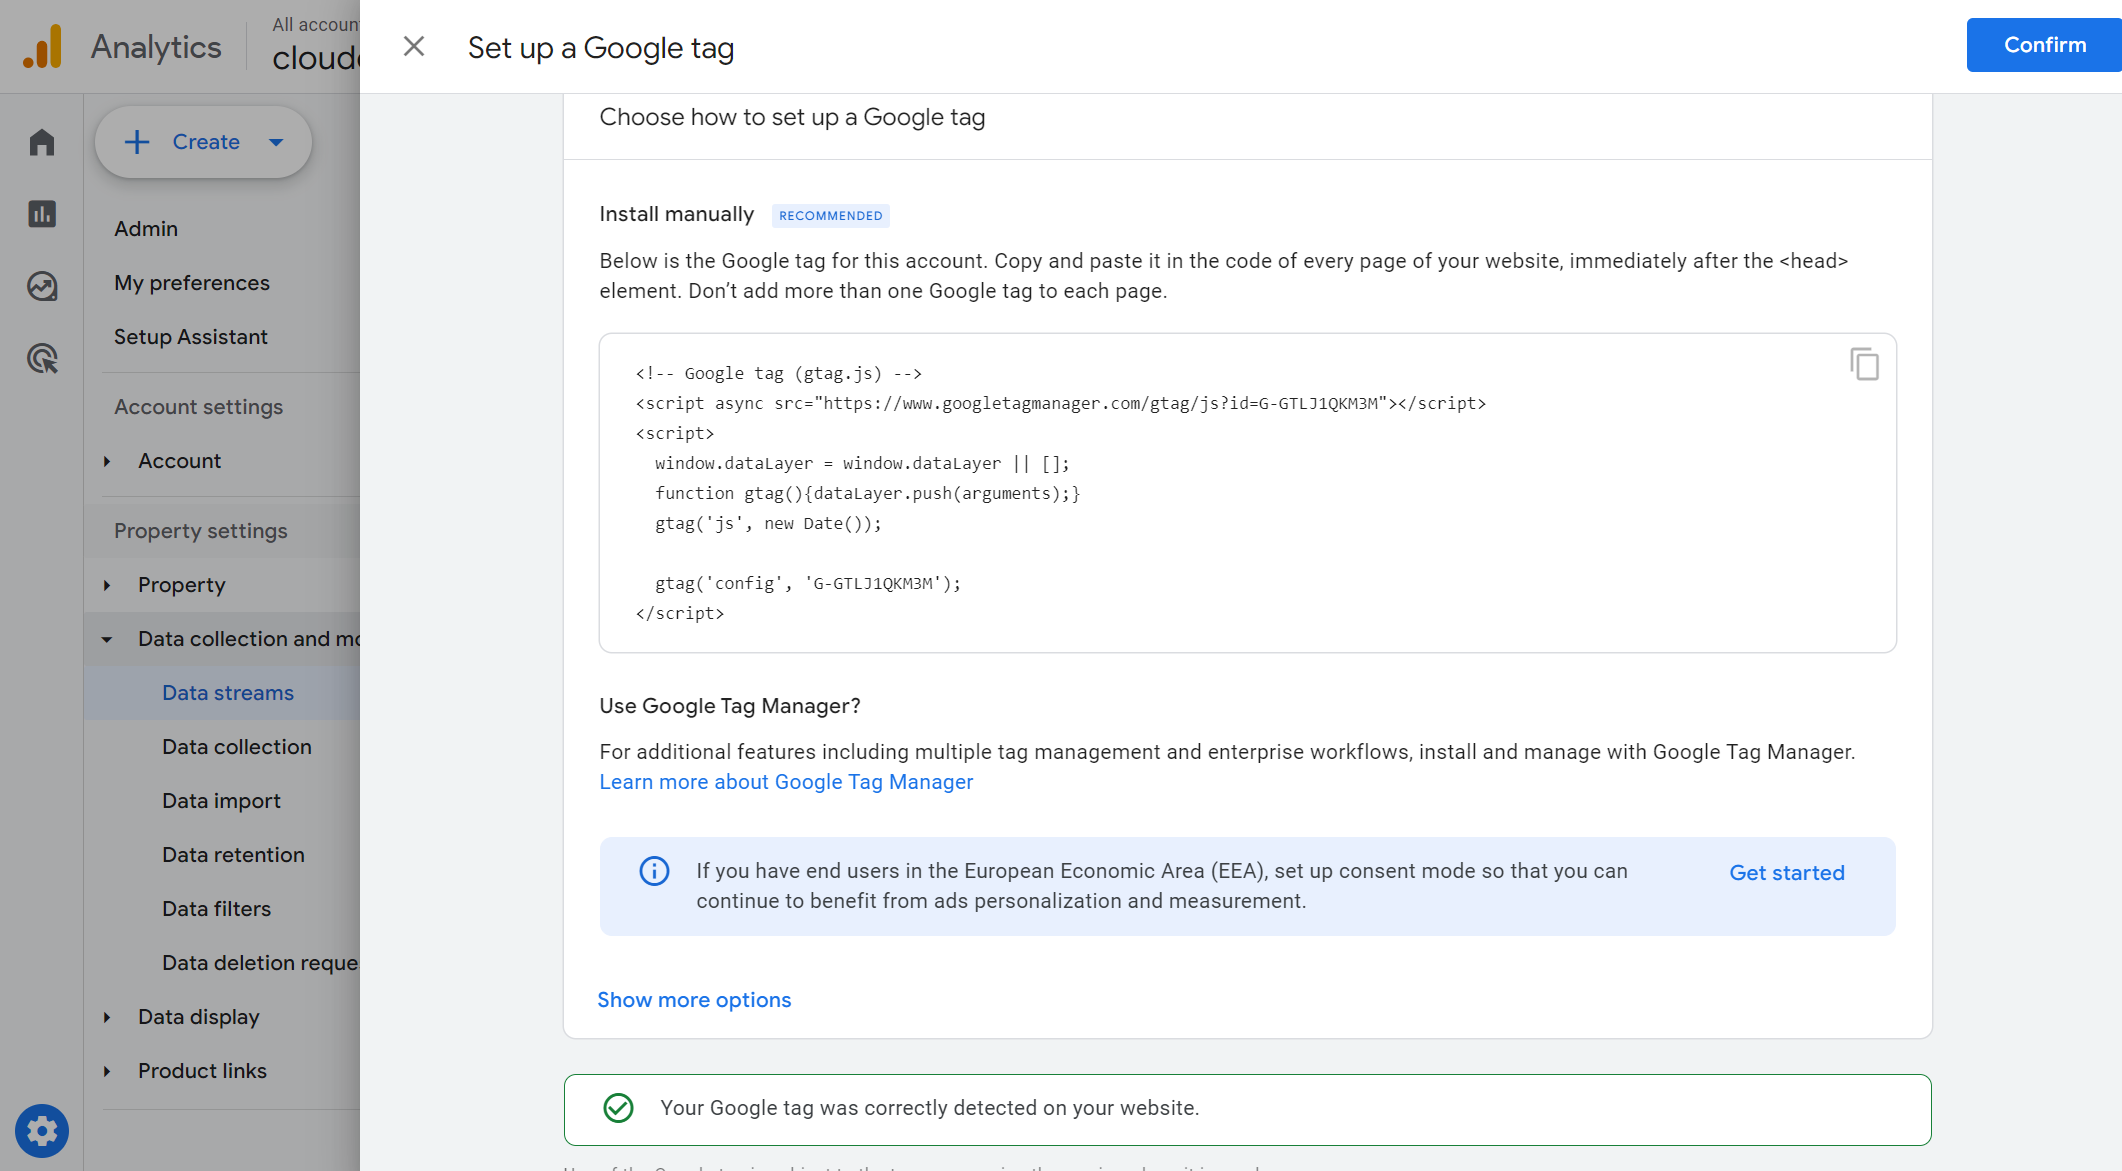 Analytics
All accoun
cloud
Set up a Google tag
Confirm
Create
Admin
My preferences
Setup Assistant
Account settings
Account
Property settings
Property
Data collection and mo
Data streams
Data collection
Data import
Data retention
Data filters
Data deletion reque
Data display
Product links
Choose how to set up a Google tag
Install manually RECOMMENDED
Below is the Google tag for this account. Copy and paste it in the code of every page of your website, immediately after the <head>
element. Don’t add more than one Google tag to each page.
<!-- Google tag (gtag.js) -->
<script async src="https://www.googletagmanager.com/gtag/js?id=G-GTLJ1QKM3M"></script>
<script>
  window.dataLayer = window.dataLayer || [];
  function gtag(){dataLayer.push(arguments);}
  gtag('js', new Date());

  gtag('config', 'G-GTLJ1QKM3M');
</script>
Use Google Tag Manager?
For additional features including multiple tag management and enterprise workflows, install and manage with Google Tag Manager.
Learn more about Google Tag Manager
If you have end users in the European Economic Area (EEA), set up consent mode so that you can
continue to benefit from ads personalization and measurement.
Get started
Show more options
Your Google tag was correctly detected on your website.